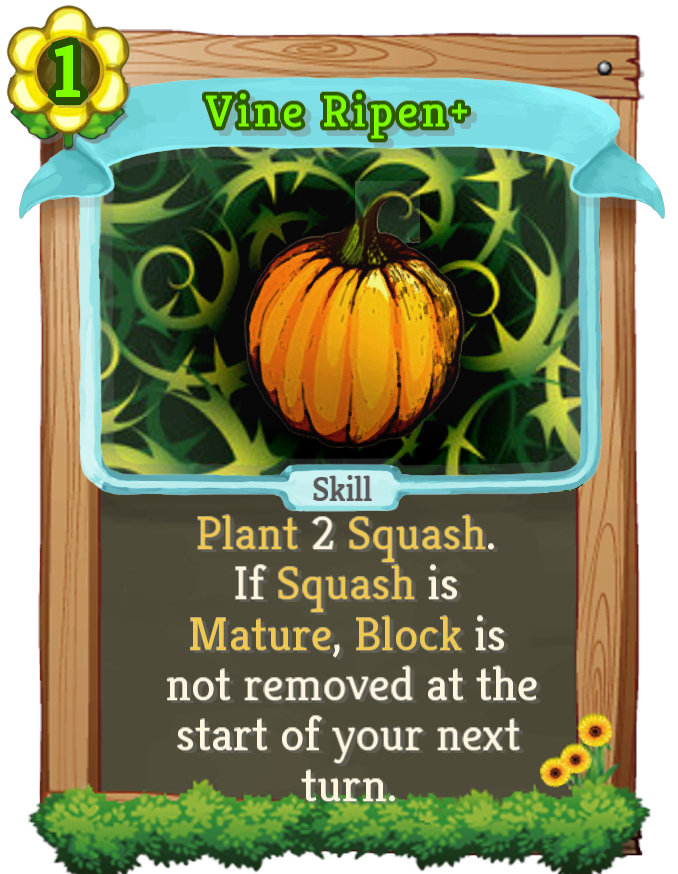 1
Vine Ripen+
Skill
Plant 2 Squash.
If Squash is
Mature, Block is
not removed at the
start of your next
turn.